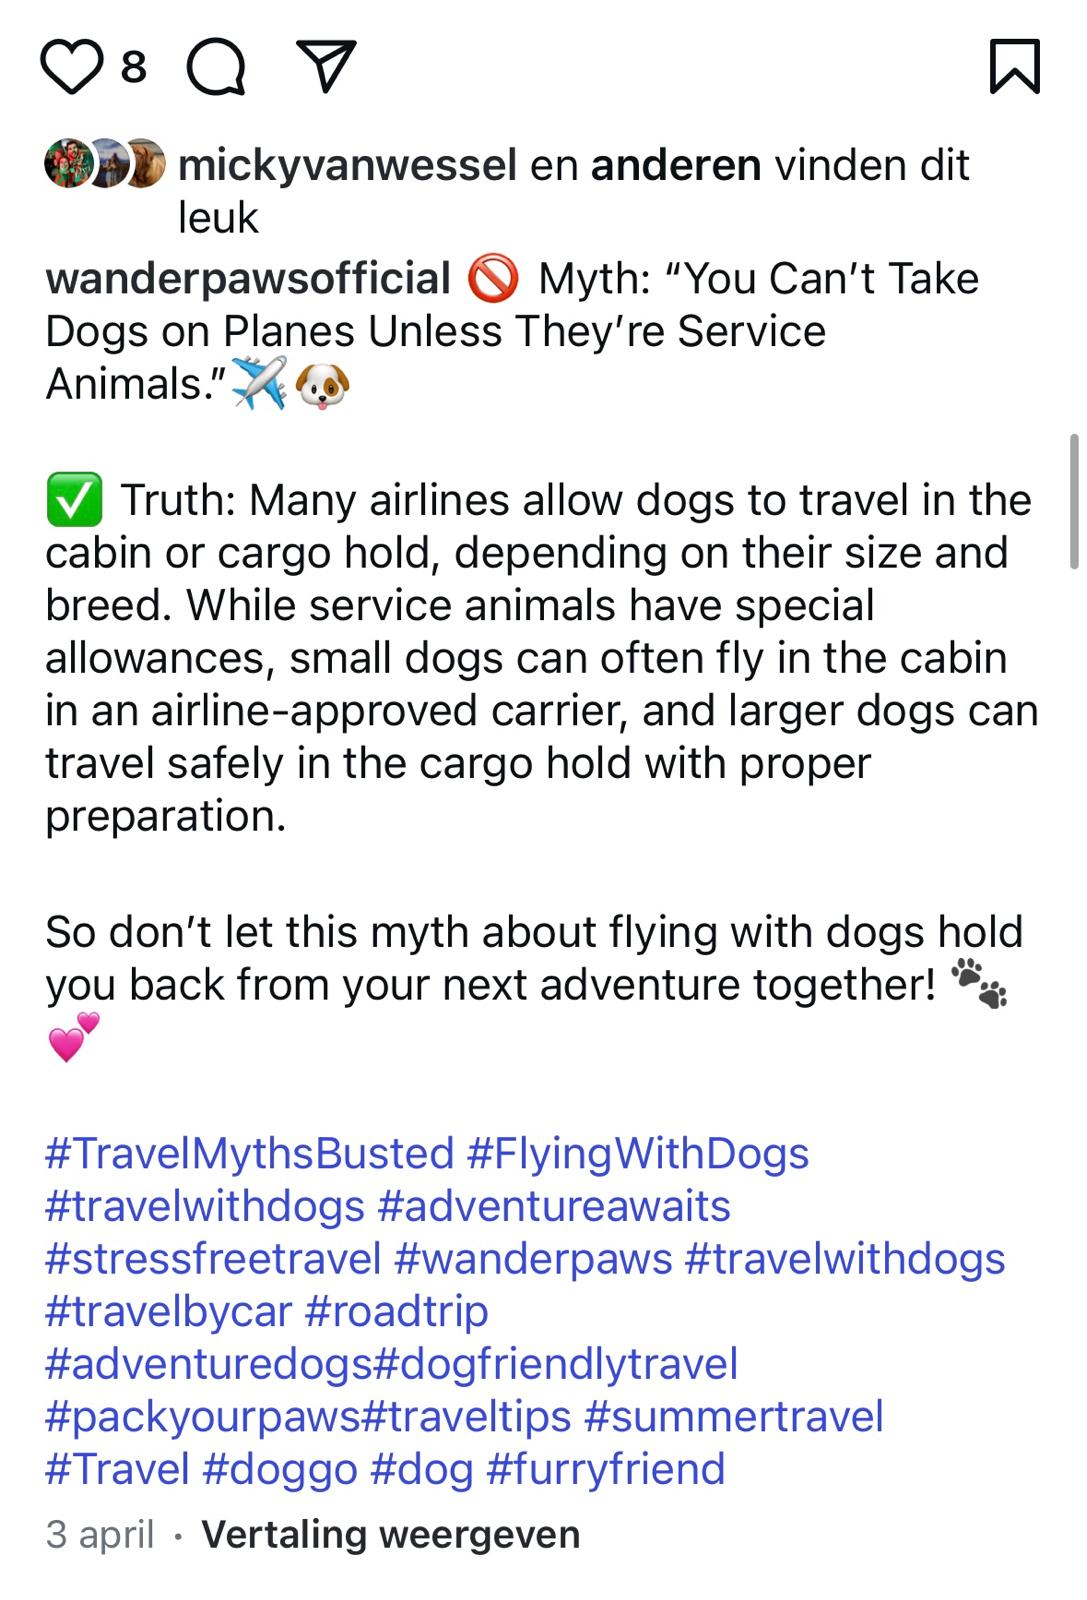 8
mickyvanwessel en anderen vinden dit
leuk
wanderpawsofficial 🚫 Myth: “You Can’t Take
Dogs on Planes Unless They’re Service
Animals.”✈️🐶
✅ Truth: Many airlines allow dogs to travel in the
cabin or cargo hold, depending on their size and
breed. While service animals have special
allowances, small dogs can often fly in the cabin
in an airline-approved carrier, and larger dogs can
travel safely in the cargo hold with proper
preparation.
So don’t let this myth about flying with dogs hold
you back from your next adventure together! 🐾
💕
#TravelMythsBusted #FlyingWithDogs
#travelwithdogs #adventureawaits
#stressfreetravel #wanderpaws #travelwithdogs
#travelbycar #roadtrip
#adventuredogs#dogfriendlytravel
#packyourpaws#traveltips #summertravel
#Travel #doggo #dog #furryfriend
3 april · Vertaling weergeven